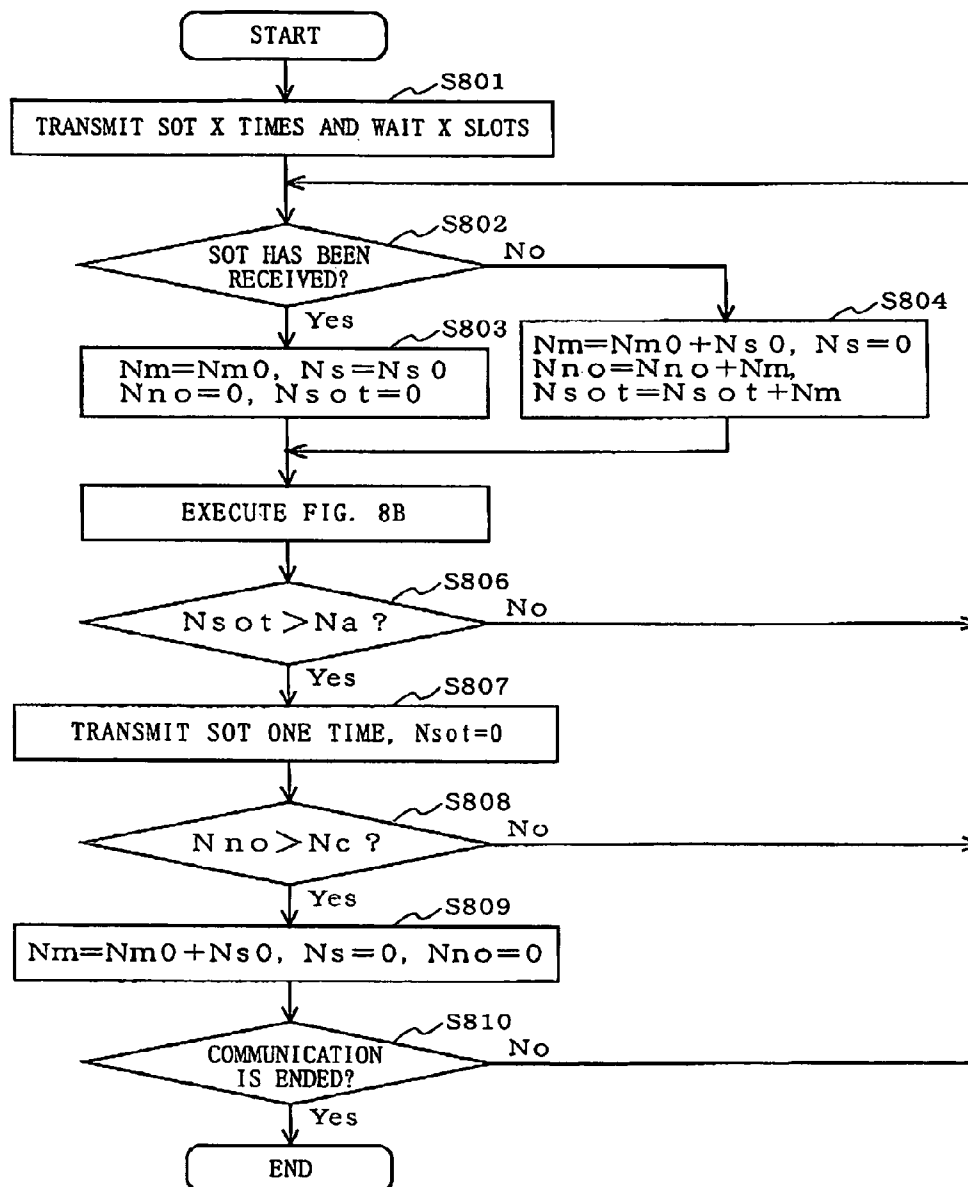 START
S801
TRANSMIT SOT X TIMES AND WAIT X SLOTS
S802
SOT HAS BEEN
RECEIVED?
No
Yes
S803
Nm=Nm0, Ns=Ns0
Nno=0, Nsot=0
S804
Nm=Nm0+Ns0, Ns=0
Nno=Nno+Nm,
Nsot=Nsot+Nm
EXECUTE FIG. 8B
S806
Nsot>Na?
No
Yes
S807
TRANSMIT SOT ONE TIME, Nsot=0
S808
Nno>Nc?
No
Yes
S809
Nm=Nm0+Ns0, Ns=0, Nno=0
S810
COMMUNICATION
IS ENDED?
No
Yes
END